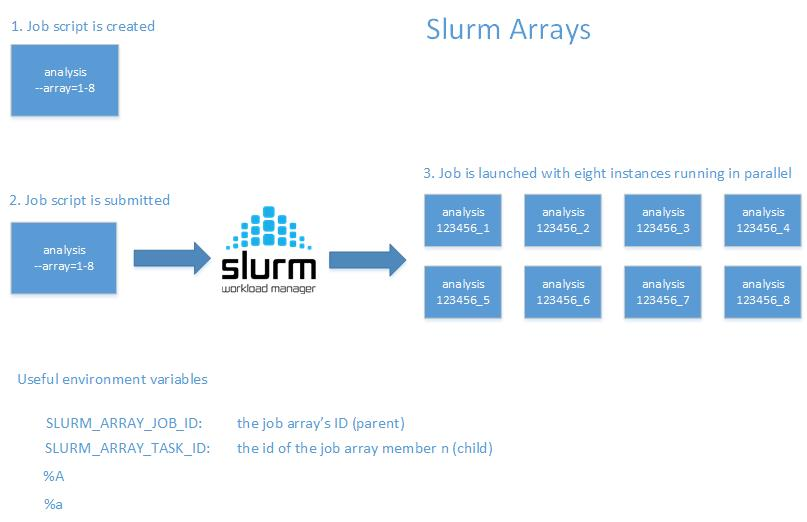 1. Job script is created
Slurm Arrays
analysis
--array=1-8
2. Job script is submitted
analysis
--array=1-8
slurm
workload manager
3. Job is launched with eight instances running in parallel
analysis
123456_1
analysis
123456_2
analysis
123456_3
analysis
123456_4
analysis
123456_5
analysis
123456_6
analysis
123456_7
analysis
123456_8
Useful environment variables
SLURM_ARRAY_JOB_ID: the job array's ID (parent)
SLURM_ARRAY_TASK_ID: the id of the job array member n (child)
%A
%a